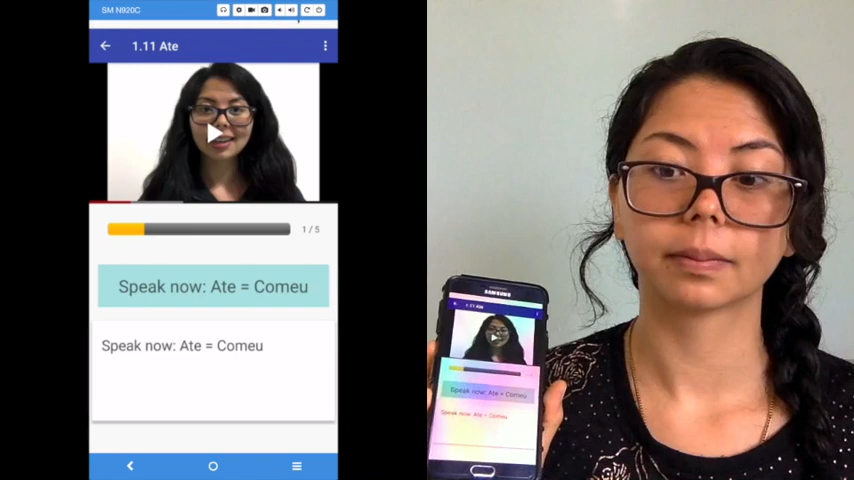 SM N920C
1.11 Ate
1 / 5
Speak now: Ate = Comeu
Speak now: Ate = Comeu
SAMSUNG
1.11 Ate
Speak now: Ate = Comeu
Speak now: Ate = Comeu